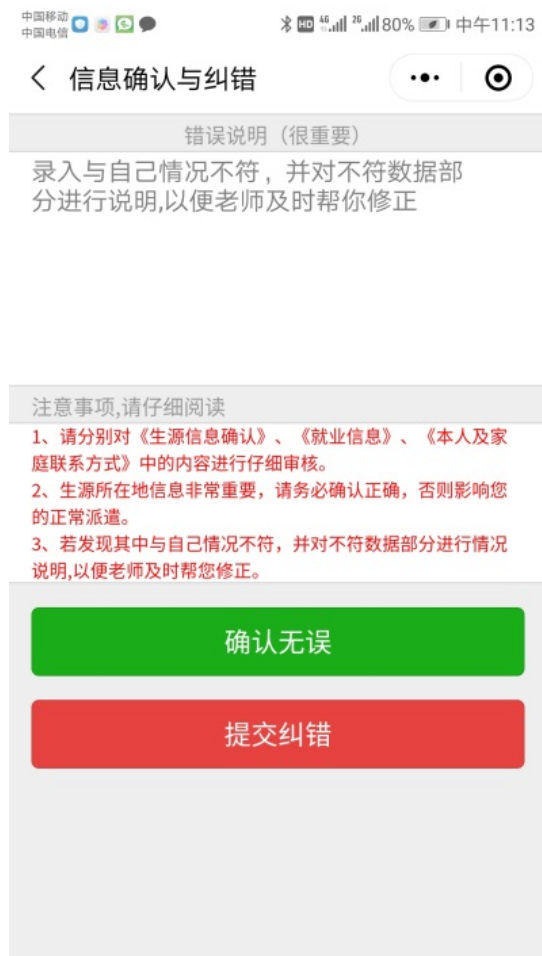 中国移动
中国电信
HD 46 26 80% 中午11:13
信息确认与纠错
错误说明（很重要）
录入与自己情况不符，并对不符数据部
分进行说明,以便老师及时帮你修正
注意事项,请仔细阅读
1、请分别对《生源信息确认》、《就业信息》、《本人及家
庭联系方式》中的内容进行仔细审核。
2、生源所在地信息非常重要，请务必确认正确，否则影响您
的正常派遣。
3、若发现其中与自己情况不符，并对不符数据部分进行情况
说明,以便老师及时帮您修正。
确认无误
提交纠错